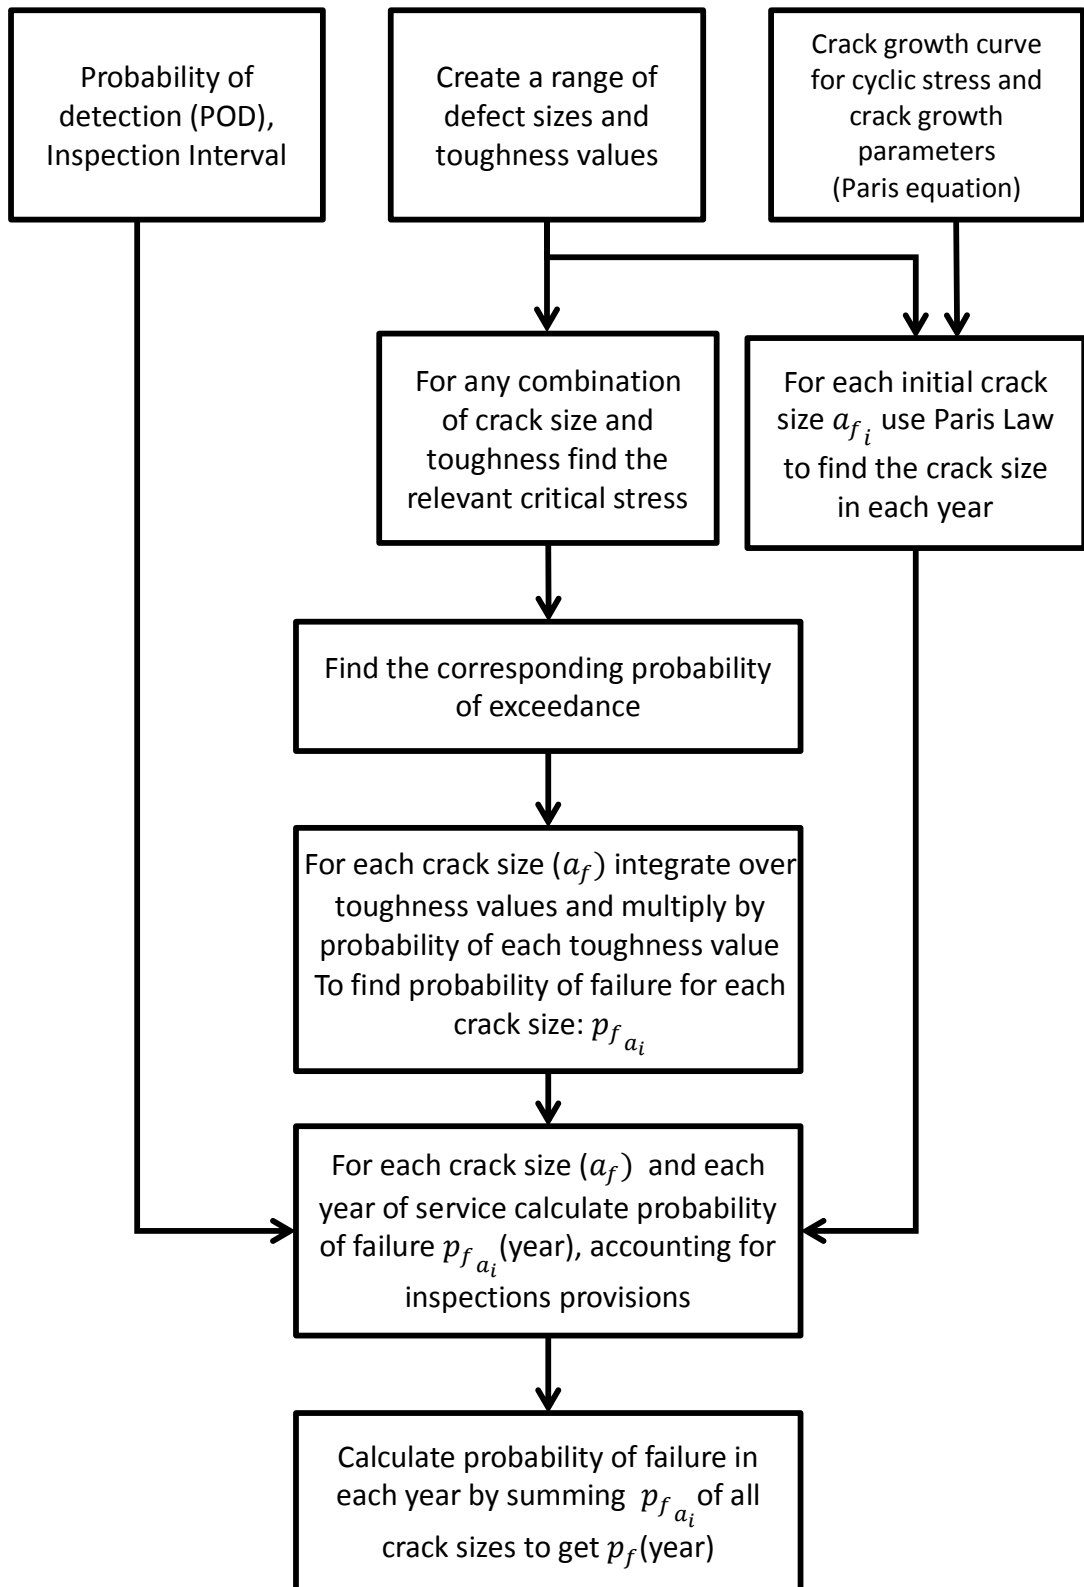 Probability of
detection (POD),
Inspection Interval
Create a range of
defect sizes and
toughness values
Crack growth curve
for cyclic stress and
crack growth
parameters
(Paris equation)
For any combination
of crack size and
toughness find the
relevant critical stress
For each initial crack
size a_{f_i} use Paris Law
to find the crack size
in each year
Find the corresponding probability
of exceedance
For each crack size (a_f) integrate over
toughness values and multiply by
probability of each toughness value
To find probability of failure for each
crack size: p_{f_{a_i}}
For each crack size (a_f) and each
year of service calculate probability
of failure p_{f_{a_i}}(year), accounting for
inspections provisions
Calculate probability of failure in
each year by summing p_{f_{a_i}} of all
crack sizes to get p_f(year)